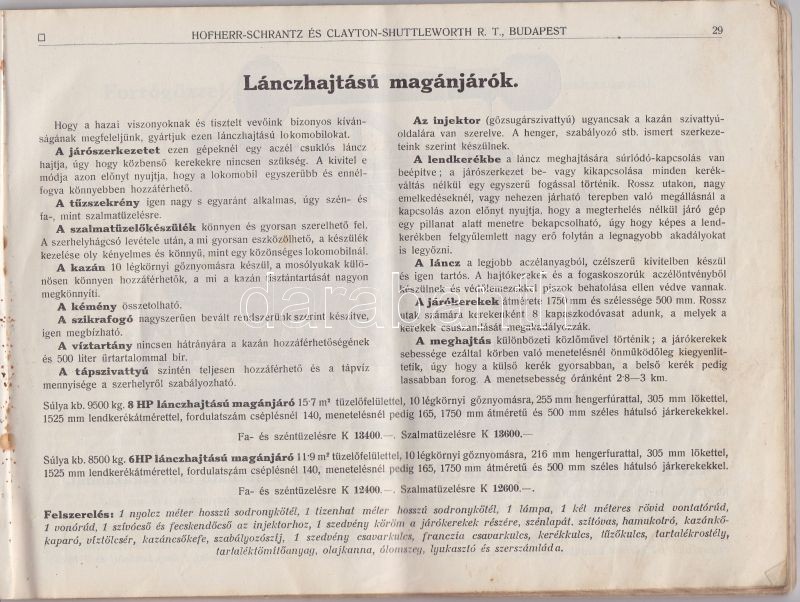 HOFHERR-SCHRANTZ ÉS CLAYTON-SHUTTLEWORTH R. T., BUDAPEST 29
Lánczhajtású magánjárók.
Hogy a hazai viszonyoknak és tisztelt vevőink bizonyos kíván-
ságának megfeleljünk, gyártjuk ezen lánczhajtású lokomobilokat.
A járószerkezetet ezen gépeknél egy aczél csuklós láncz
hajtja, úgy hogy közbenső kerekekre nincsen szükség. A kivitel e
módja azon előnyt nyujtja, hogy a lokomobil egyszerübb és ennél-
fogva könnyebben hozzáférhető.
A tűzszekrény igen nagy s egyaránt alkalmas, úgy szén- és
fa-, mint szalmatüzelésre.
A szalmatüzelőkészülék könnyen és gyorsan szerelhető fel.
A szerhelyhágcsó levétele után, a mi gyorsan eszközölhető, a készülék
kezelése oly kényelmes és könnyű, mint egy közönséges lokomobilnál.
A kazán 10 légkörnyi gőznyomásra készül, a mosólyukak külö-
nösen könnyen hozzáférhetők, a mi a kazán tisztántartását nagyon
megkönnyíti.
A kémény összetolható.
A szikrafogó nagyszerűen bevált rendszerünk szerint készítve,
igen megbízható.
A víztartány nincsen hátrányára a kazán hozzáférhetőségének
és 500 liter űrtartalommal bír.
A tápszivattyú szintén teljesen hozzáférhető és a tápvíz
mennyisége a szerhelyről szabályozható.
Az injektor (gőzsugárszivattyú) ugyancsak a kazán szivattyú-
oldalára van szerelve. A henger, szabályozó stb. ismert szerkeze-
teink szerint készülnek.
A lendkerékbe a láncz meghajtására súrlódó-kapcsolás van
beépítve; a járószerkezet be- vagy kikapcsolása minden kerék-
váltás nélkül egy egyszerű fogással történik. Rossz utakon, nagy
emelkedéseknél, vagy nehezen járható terepben való megállásnál a
kapcsolás azon előnyt nyujtja, hogy a megterhelés nélkül járó gép
egy pillanat alatt menetre bekapcsolható, úgy hogy képes a lend-
kerékben felgyülemlett nagy erő folytán a legnagyobb akadályokat
is legyőzni.
A láncz a legjobb aczélanyagból, czélszerű kivitelben készül
és igen tartós. A hajtókerekek és a fogaskoszorúk aczélöntvényből
készülnek és védőlemezekkel piszok behatolása ellen védve vannak.
A járókerekek átmérete 1750 mm és szélessége 500 mm. Rossz
utak számára kerekenként 8 kapaszkodóvasat adunk, a melyek a
kerekek csuszamlását megakadályozzák.
A meghajtás különbözeti közlőművel történik; a járókerekek
sebessége ezáltal körben való menetelésnél önműködőleg kiegyenlít-
tetik, úgy hogy a külső kerék gyorsabban, a belső kerék pedig
lassabban forog. A menetsebesség óránként 2·8—3 km.
Súlya kb. 9500 kg. 8 HP lánczhajtású magánjáró 15·7 m² tüzelőfelülettel, 10 légkörnyi gőznyomásra, 255 mm hengerfurattal, 305 mm lökettel,
1525 mm lendkerékátmérettel, fordulatszám cséplésnél 140, menetelésnél pedig 165, 1750 mm átméretű és 500 mm széles hátulsó járkerekekkel.
Fa- és széntüzelésre K 13400.—. Szalmatüzelésre K 13600.—.
Súlya kb. 8500 kg. 6HP lánczhajtású magánjáró 11·9 m² tüzelőfelülettel, 10 légkörnyi gőznyomásra, 216 mm hengerfurattal, 305 mm lökettel,
1525 mm lendkerékátmérettel, fordulatszám cséplésnél 140, menetelésnél pedig 165, 1750 mm átméretű és 500 mm széles hátulsó járkerekekkel.
Fa- és széntüzelésre K 12400.—. Szalmatüzelésre K 12600.—.
Felszerelés: 1 nyolcz méter hosszú sodronykötél, 1 tizenhat méter hosszú sodronykötél, 1 lámpa, 1 két méteres rövid vontatórúd,
1 vonórúd, 1 szívócső és fecskendőcső az injektorhoz, 1 szedvény köröm a járókerekek részére, szénlapát, szítóvas, hamukotró, kazánkő-
kaparó, víztölcsér, kazáncsőkefe, szabályozószíj, 1 szedvény csavarkulcs, franczia csavarkulcs, kerékkulcs, tűzőkulcs, tartalékrostély,
tartaléktömítőanyag, olajkanna, ólomszeg, lyukasztó és szerszámláda.
darabanth